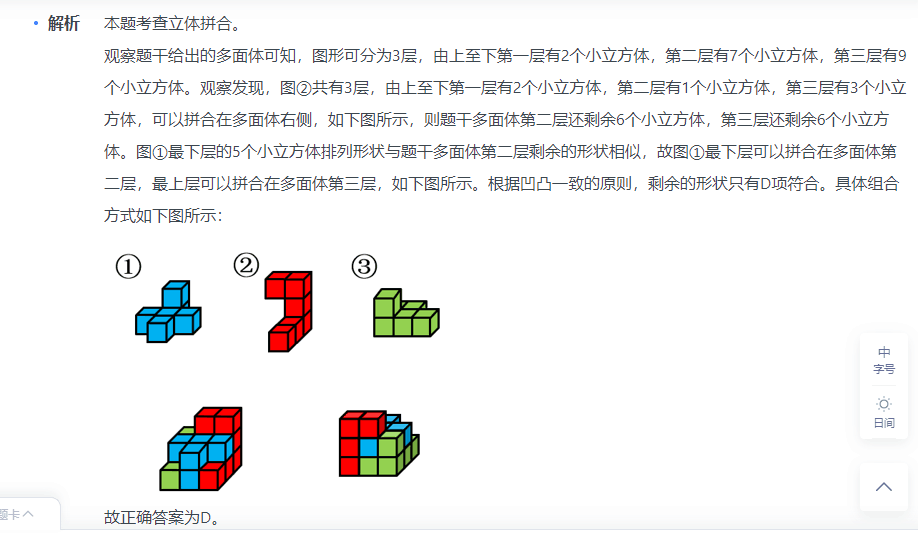 • 解析 本题考查立体拼合。
观察题干给出的多面体可知，图形可分为3层，由上至下第一层有2个小立方体，第二层有7个小立方体，第三层有9
个小立方体。观察发现，图②共有3层，由上至下第一层有2个小立方体，第二层有1个小立方体，第三层有3个小立
方体，可以拼合在多面体右侧，如下图所示，则题干多面体第二层还剩余6个小立方体，第三层还剩余6个小立方
体。图①最下层的5个小立方体排列形状与题干多面体第二层剩余的形状相似，故图①最下层可以拼合在多面体第
二层，最上层可以拼合在多面体第三层，如下图所示。根据凹凸一致的原则，剩余的形状只有D项符合。具体组合
方式如下图所示：
① ② ③
中
字号
日间
题卡
故正确答案为D。